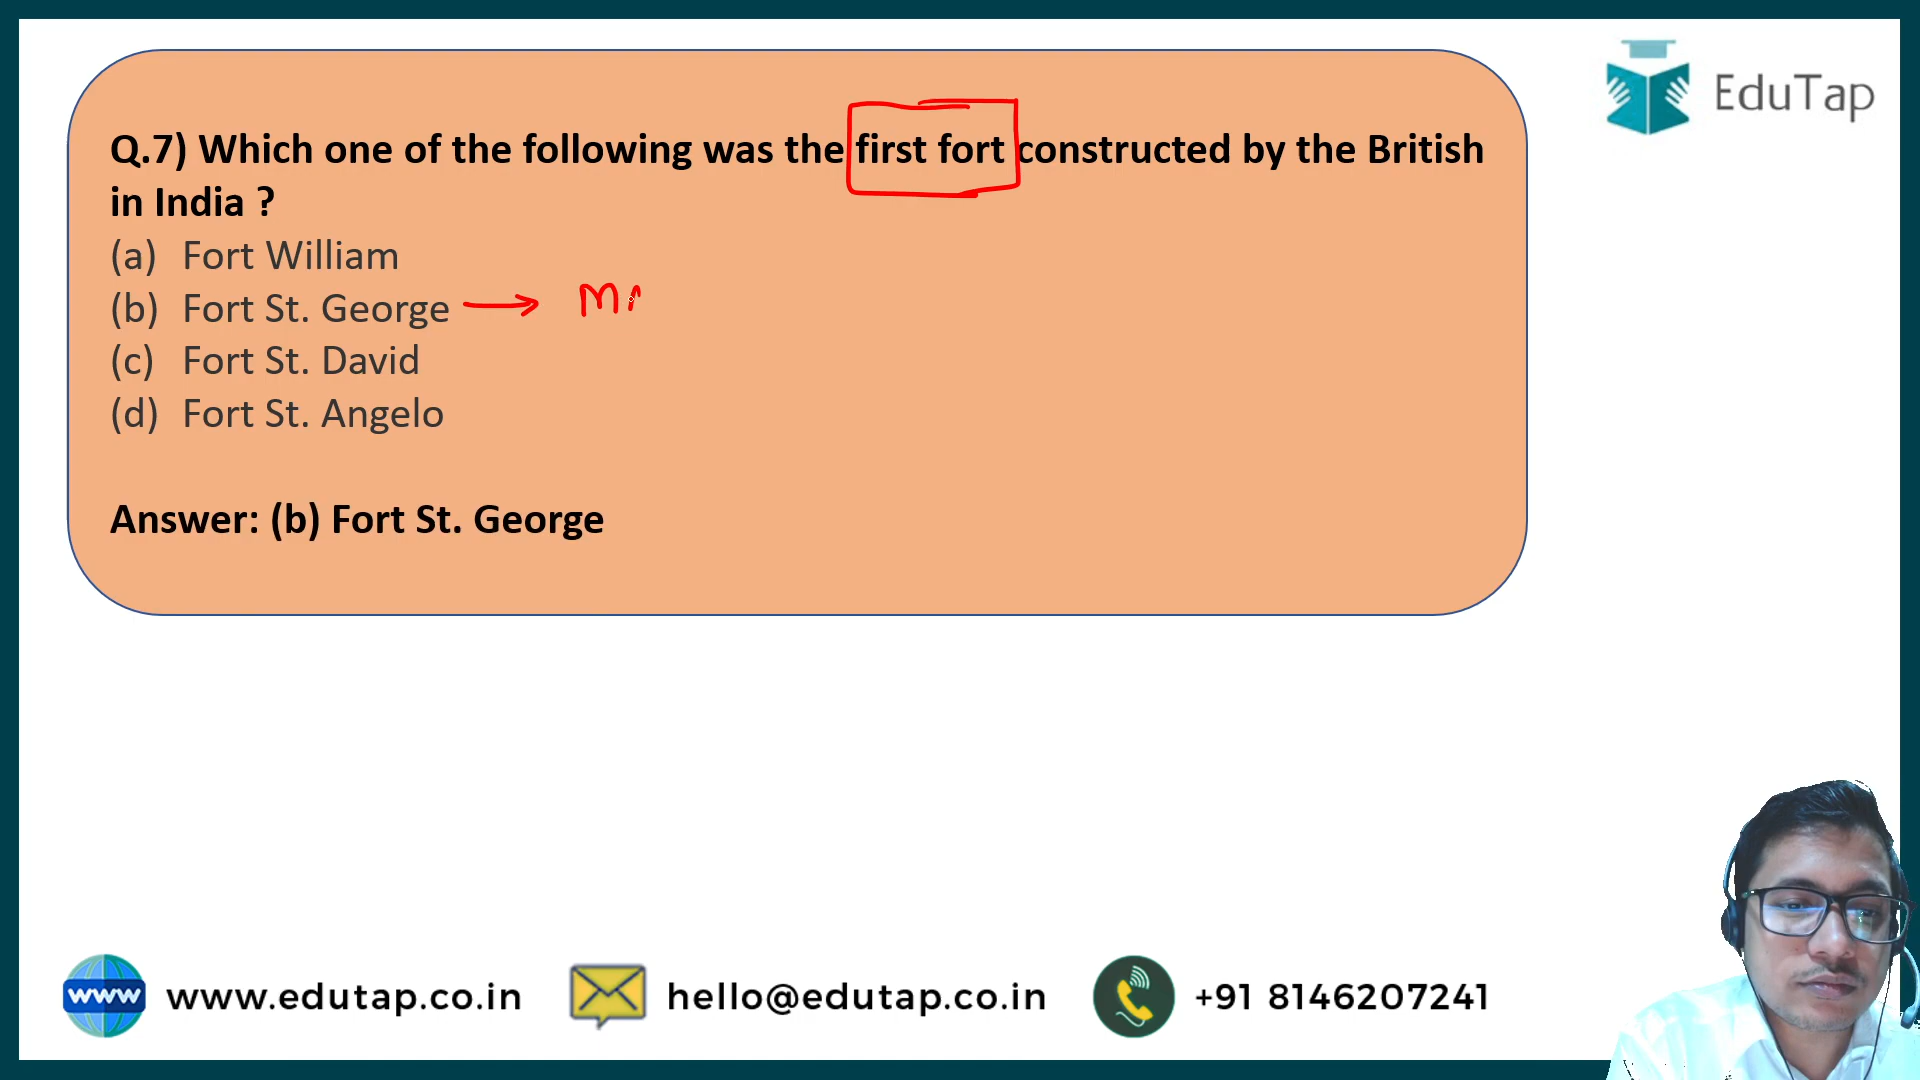 EduTap
Q.7) Which one of the following was the first fort constructed by the British
in India ?
(a) Fort William
(b) Fort St. George → M
(c) Fort St. David
(d) Fort St. Angelo
Answer: (b) Fort St. George
www www.edutap.co.in hello@edutap.co.in +91 8146207241